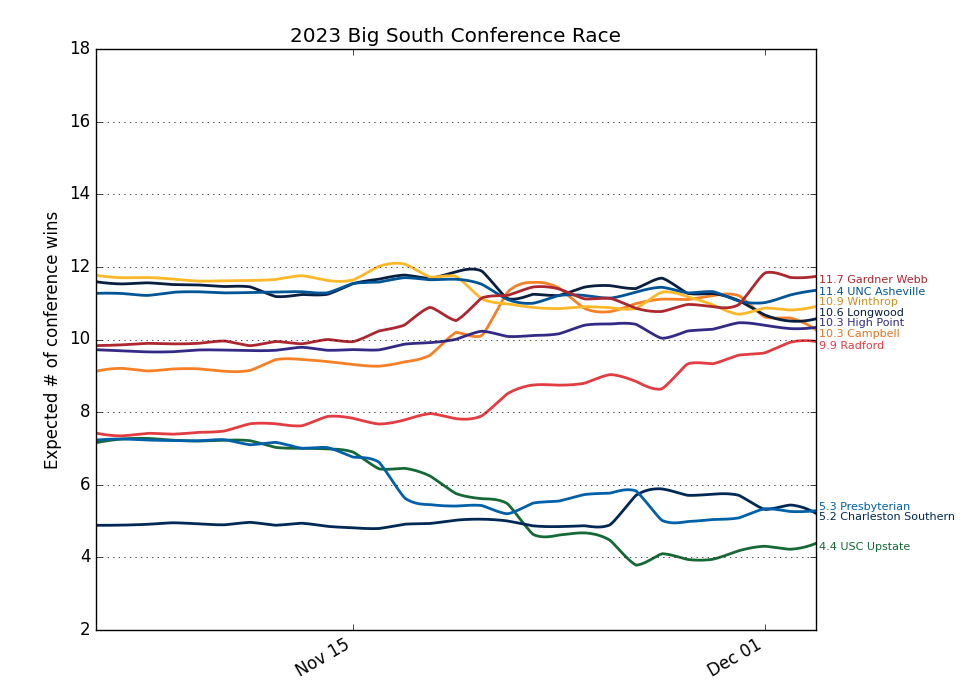 2023 Big South Conference Race
Expected # of conference wins
18
16
14
12
10
8
6
4
2
Nov 15
Dec 01
11.7 Gardner Webb
11.4 UNC Asheville
10.9 Winthrop
10.6 Longwood
10.3 High Point
10.3 Campbell
9.9 Radford
5.3 Presbyterian
5.2 Charleston Southern
4.4 USC Upstate